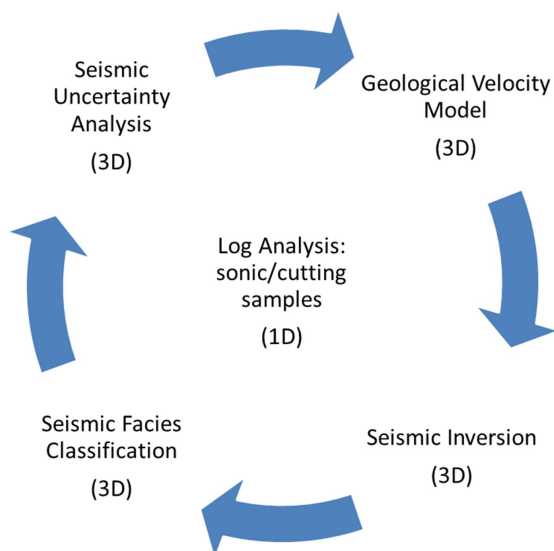 Seismic
Uncertainty
Analysis
(3D)
Geological Velocity
Model
(3D)
Log Analysis:
sonic/cutting
samples
(1D)
Seismic Facies
Classification
(3D)
Seismic Inversion
(3D)